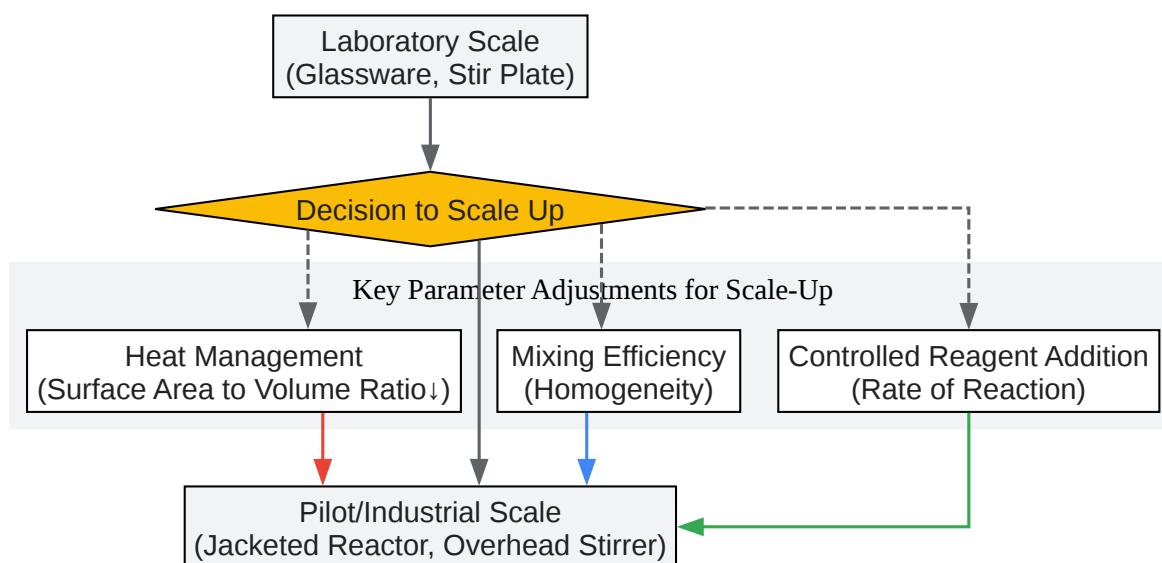 Laboratory Scale
(Glassware, Stir Plate)
Decision to Scale Up
Key Parameter Adjustments for Scale-Up
Heat Management
(Surface Area to Volume Ratio↓)
Mixing Efficiency
(Homogeneity)
Controlled Reagent Addition
(Rate of Reaction)
Pilot/Industrial Scale
(Jacketed Reactor, Overhead Stirrer)